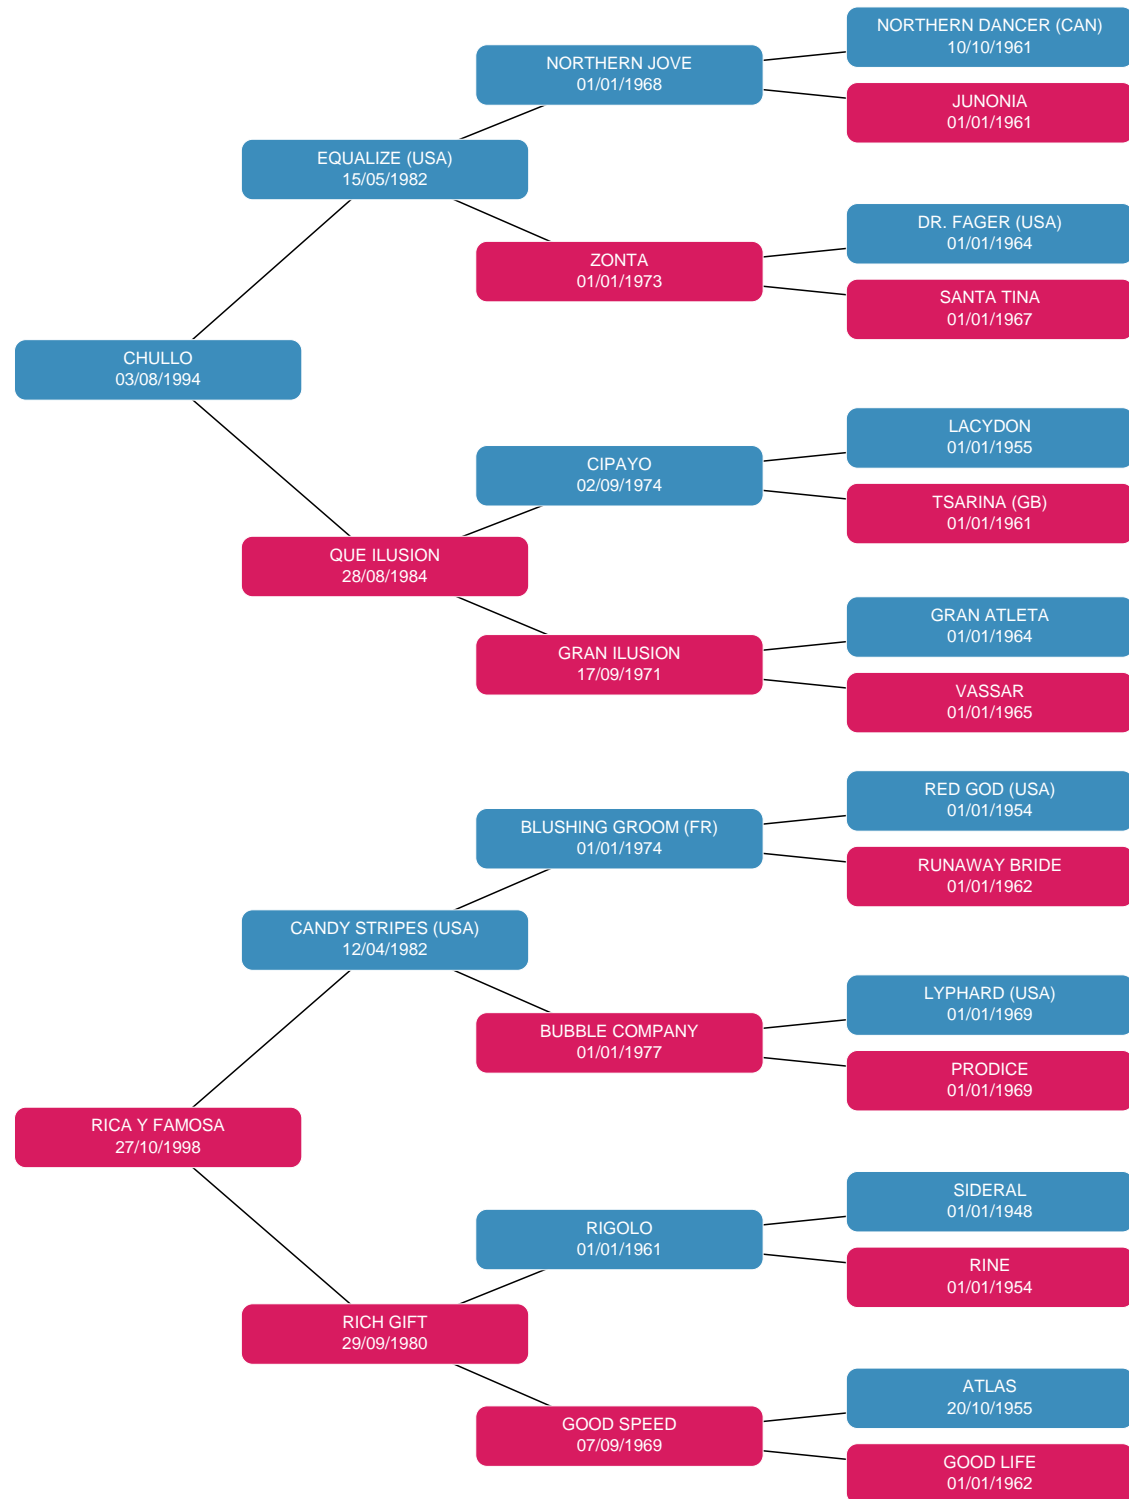 NORTHERN DANCER (CAN)
10/10/1961
NORTHERN JOVE
01/01/1968
JUNONIA
01/01/1961
EQUALIZE (USA)
15/05/1982
DR. FAGER (USA)
01/01/1964
ZONTA
01/01/1973
SANTA TINA
01/01/1967
CHULLO
03/08/1994
LACYDON
01/01/1955
CIPAYO
02/09/1974
TSARINA (GB)
01/01/1961
QUE ILUSION
28/08/1984
GRAN ATLETA
01/01/1964
GRAN ILUSION
17/09/1971
VASSAR
01/01/1965
RED GOD (USA)
01/01/1954
BLUSHING GROOM (FR)
01/01/1974
RUNAWAY BRIDE
01/01/1962
CANDY STRIPES (USA)
12/04/1982
LYPHARD (USA)
01/01/1969
BUBBLE COMPANY
01/01/1977
PRODICE
01/01/1969
RICA Y FAMOSA
27/10/1998
SIDERAL
01/01/1948
RIGOLO
01/01/1961
RINE
01/01/1954
RICH GIFT
29/09/1980
ATLAS
20/10/1955
GOOD SPEED
07/09/1969
GOOD LIFE
01/01/1962